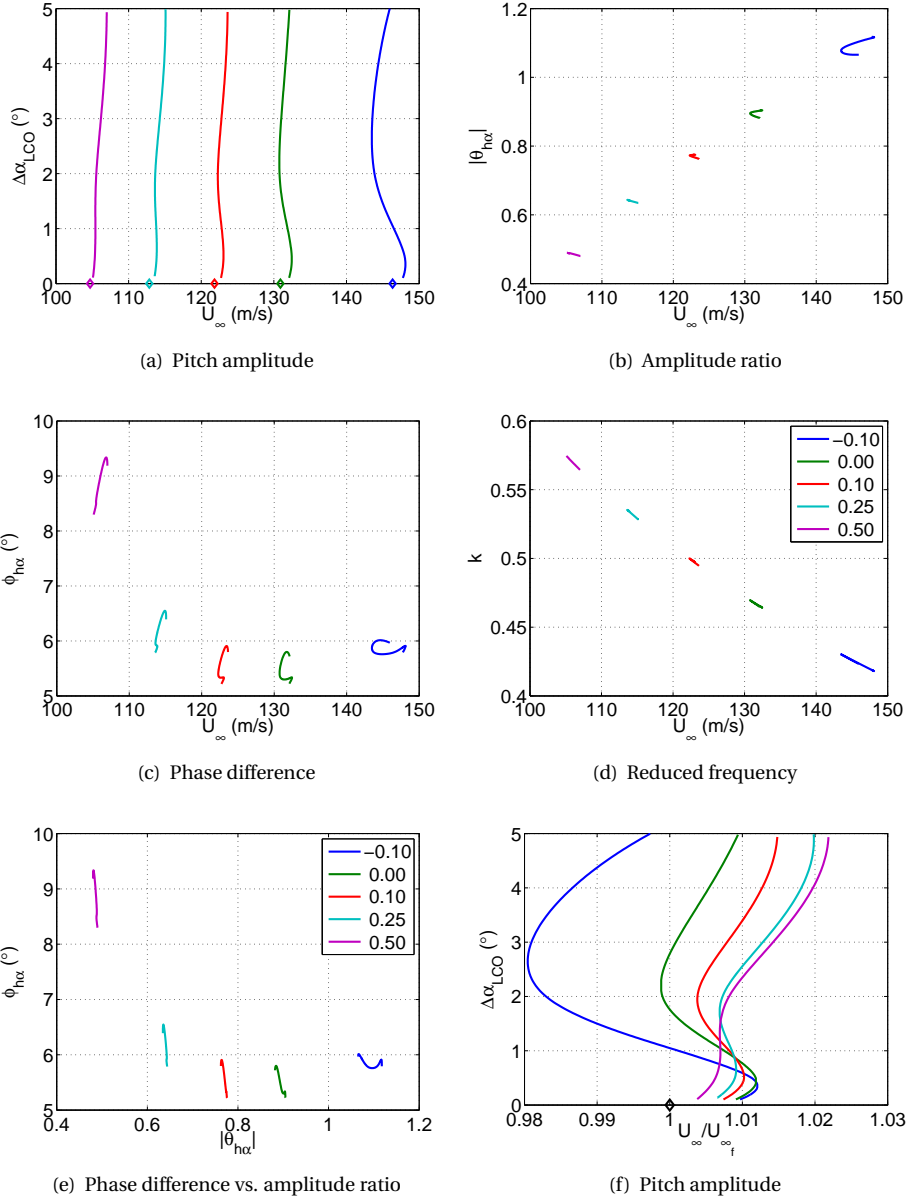 5
4
3
2
1
0
Δα_LCO (°)
100 110 120 130 140 150
U_∞ (m/s)
(a) Pitch amplitude
1.2
1
0.8
0.6
0.4
|θ_hα|
100 110 120 130 140 150
U_∞ (m/s)
(b) Amplitude ratio
10
9
8
7
6
5
ϕ_hα (°)
100 110 120 130 140 150
U_∞ (m/s)
(c) Phase difference
0.6
0.55
0.5
0.45
0.4
k
−0.10
0.00
0.10
0.25
0.50
100 110 120 130 140 150
U_∞ (m/s)
(d) Reduced frequency
10
9
8
7
6
5
ϕ_hα (°)
−0.10
0.00
0.10
0.25
0.50
0.4 0.6 0.8 1 1.2
|θ_hα|
(e) Phase difference vs. amplitude ratio
5
4
3
2
1
0
Δα_LCO (°)
0.98 0.99 1 1.01 1.02 1.03
U_∞/U_∞_f
(f) Pitch amplitude